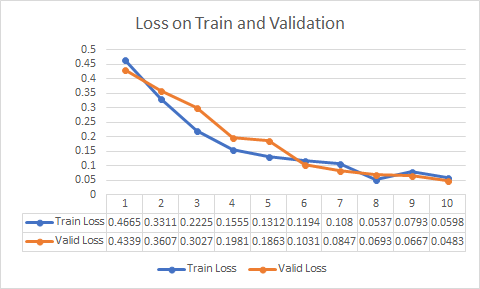 Loss on Train and Validation
0.5
0.45
0.4
0.35
0.3
0.25
0.2
0.15
0.1
0.05
0
1 2 3 4 5 6 7 8 9 10
Train Loss 0.4665 0.3311 0.2225 0.1555 0.1312 0.1194 0.108 0.0537 0.0793 0.0598
Valid Loss 0.4339 0.3607 0.3027 0.1981 0.1863 0.1031 0.0847 0.0693 0.0667 0.0483
Train Loss Valid Loss